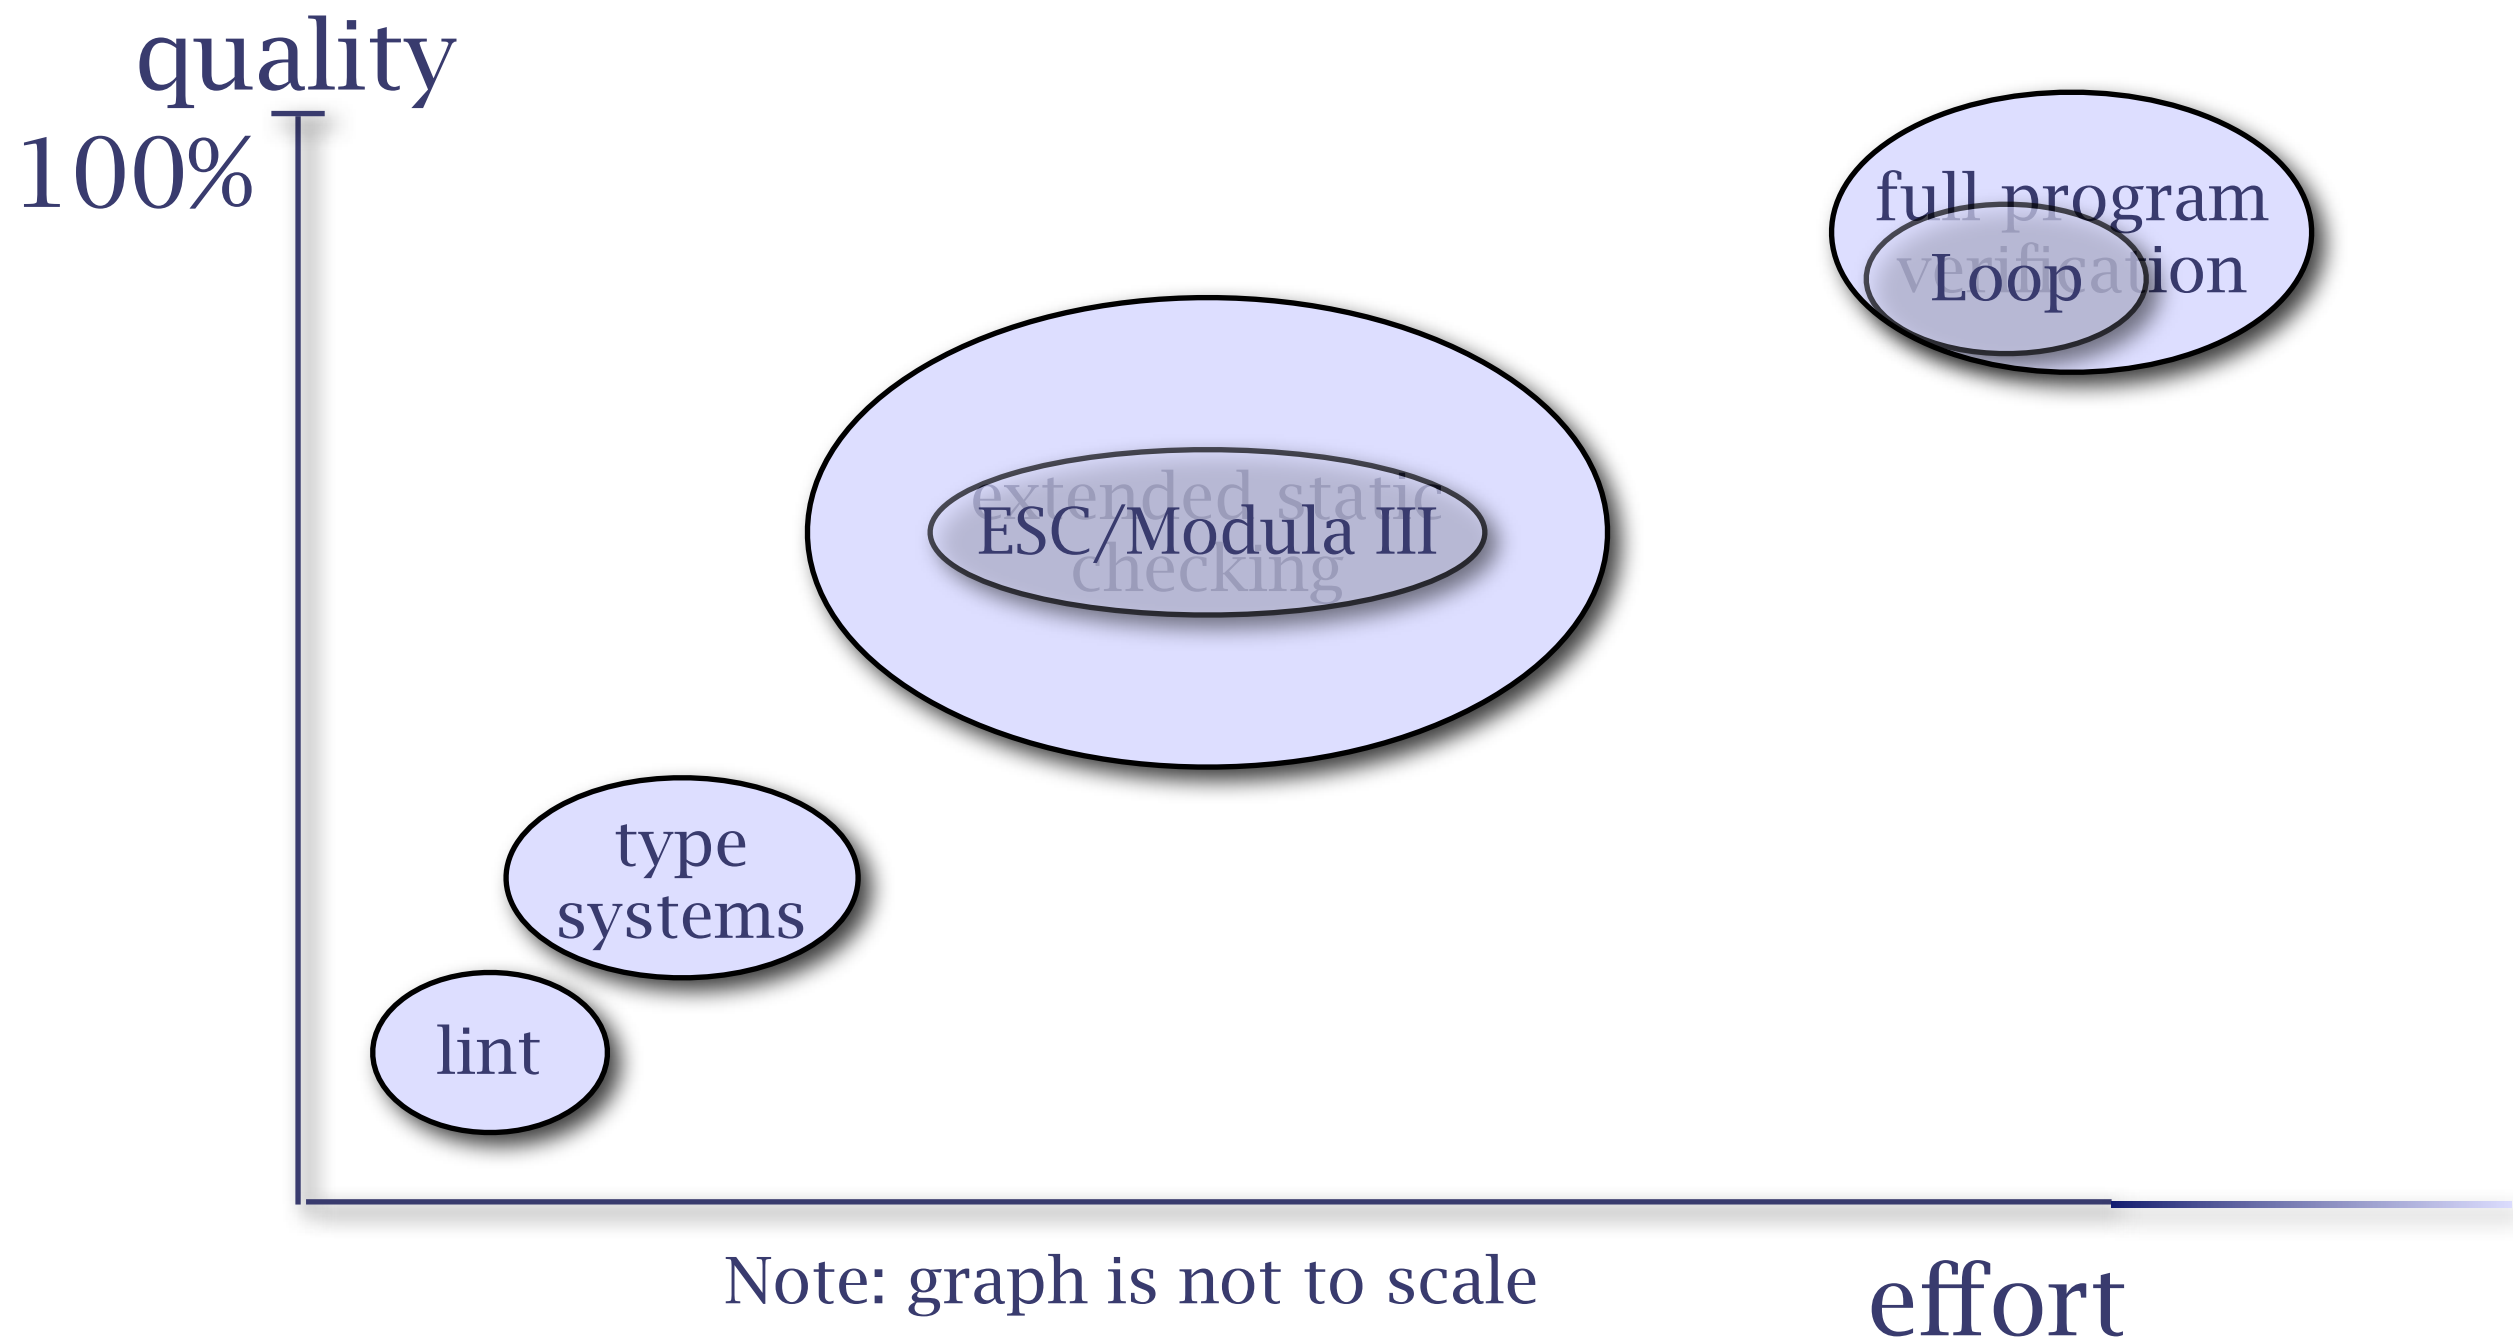 quality
100%
full program
verification
Loop
extended static
ESC/Modula III
checking
type
systems
lint
Note: graph is not to scale
effort